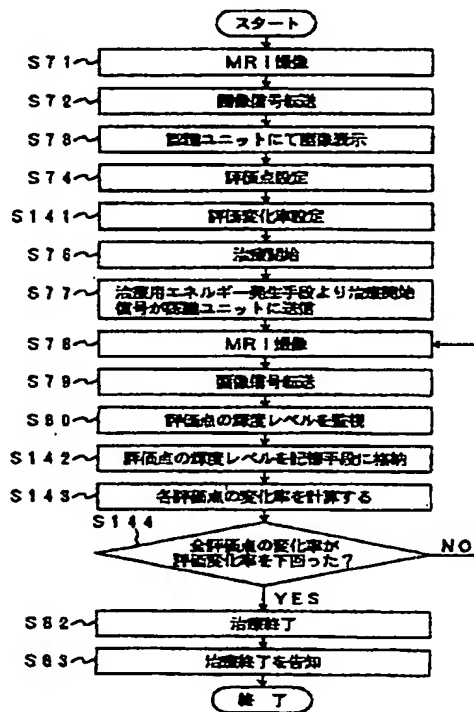 スタート
S71 MRI撮像
S72 画像信号転送
S73 認識ユニットにて画像表示
S74 評価点設定
S141 評価変化率設定
S76 治療開始
S77 治療用エネルギー発生手段より治療開始
信号が認識ユニットに送信
S78 MRI撮像
S79 画像信号転送
S80 評価点の輝度レベルを監視
S142 評価点の輝度レベルを記憶手段に格納
S143 各評価点の変化率を計算する
S144
全評価点の変化率が
評価変化率を下回った?
NO
YES
S82 治療終了
S83 治療終了を告知
終了